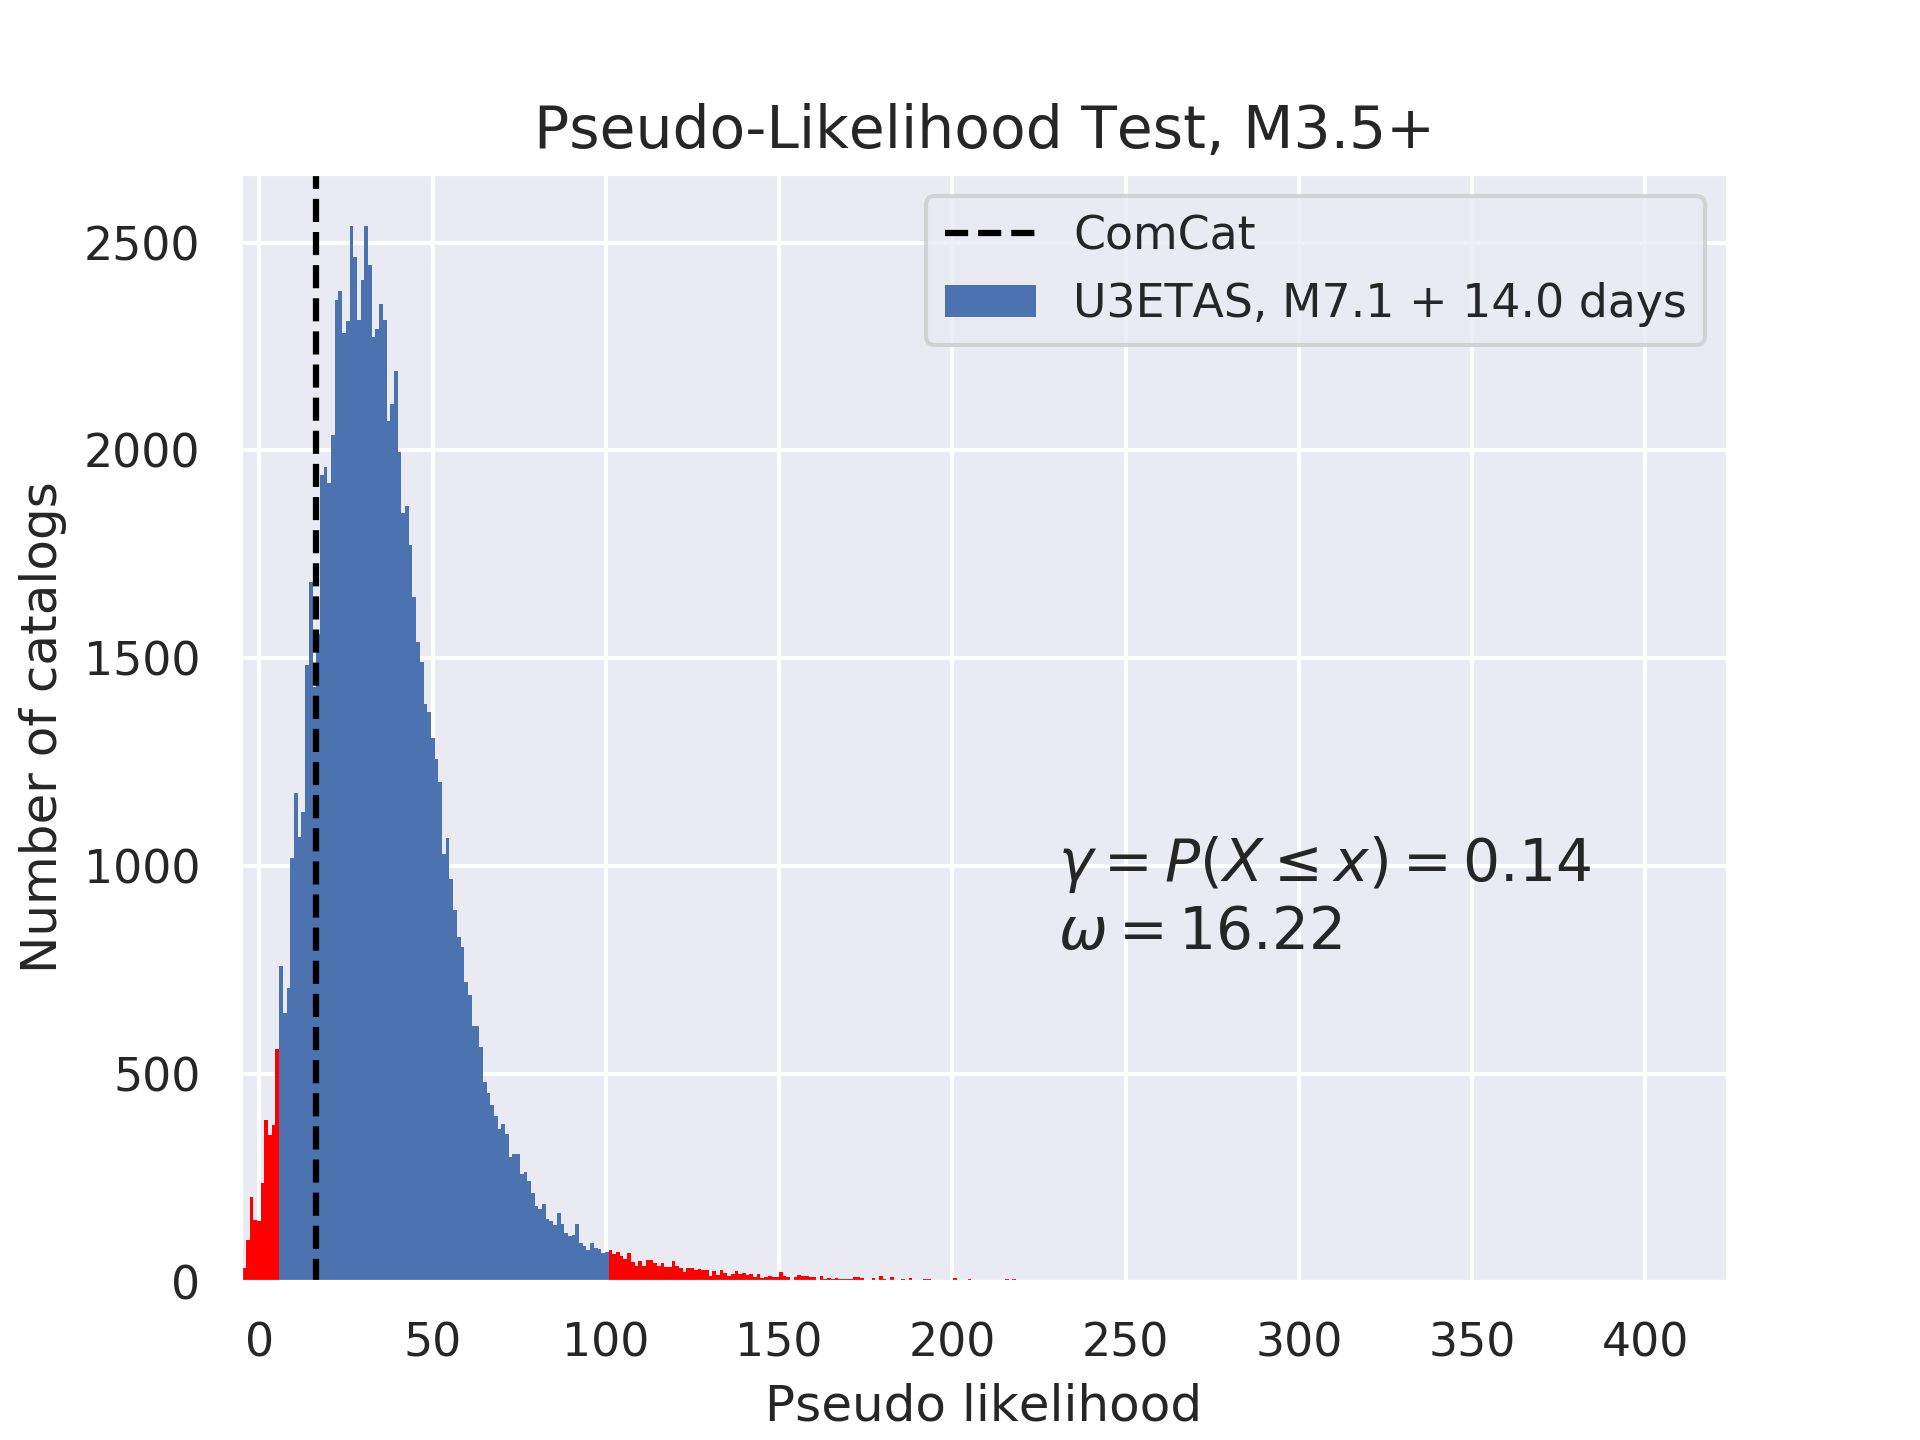 Pseudo-Likelihood Test, M3.5+
ComCat
U3ETAS, M7.1 + 14.0 days
2500
2000
1500
1000
500
0
Number of catalogs
γ = P(X ≤ x) = 0.14
ω = 16.22
0 50 100 150 200 250 300 350 400
Pseudo likelihood